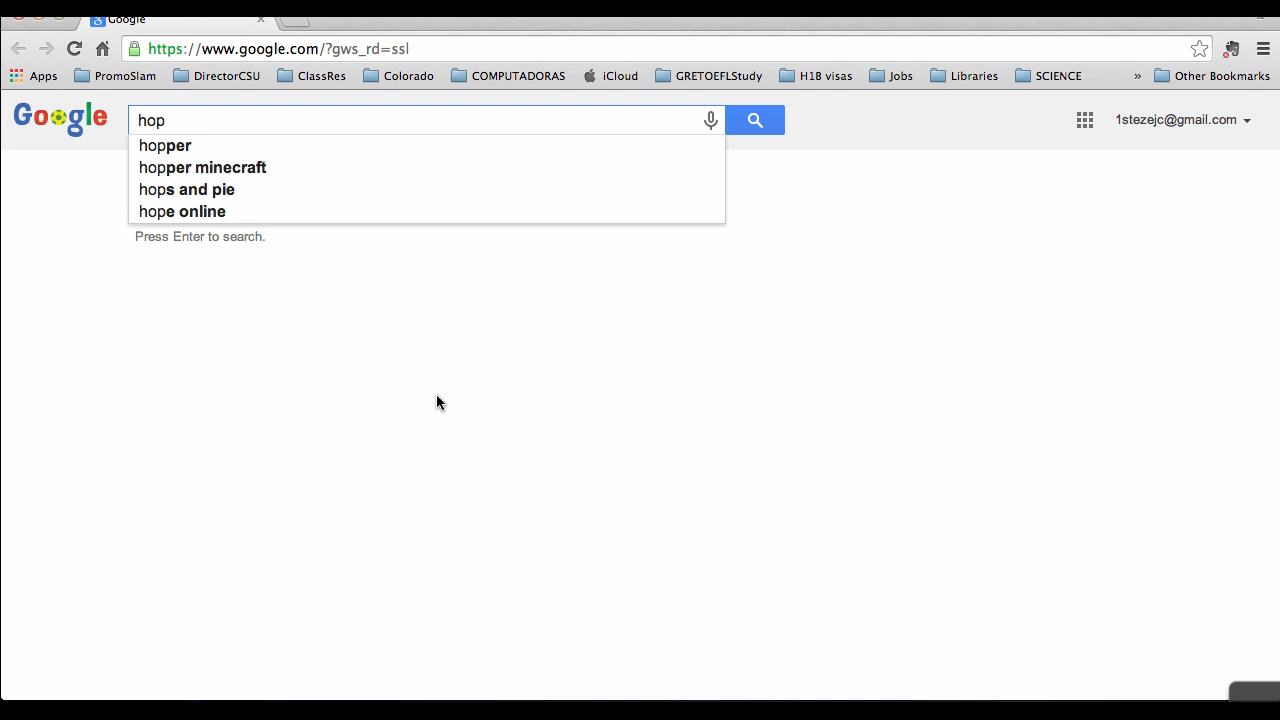 Google
https://www.google.com/?gws_rd=ssl
Apps PromoSlam DirectorCSU ClassRes Colorado COMPUTADORAS iCloud GRETOEFLStudy H1B visas Jobs Libraries SCIENCE » Other Bookmarks
Google hop 1stezejc@gmail.com
hopper
hopper minecraft
hops and pie
hope online
Press Enter to search.